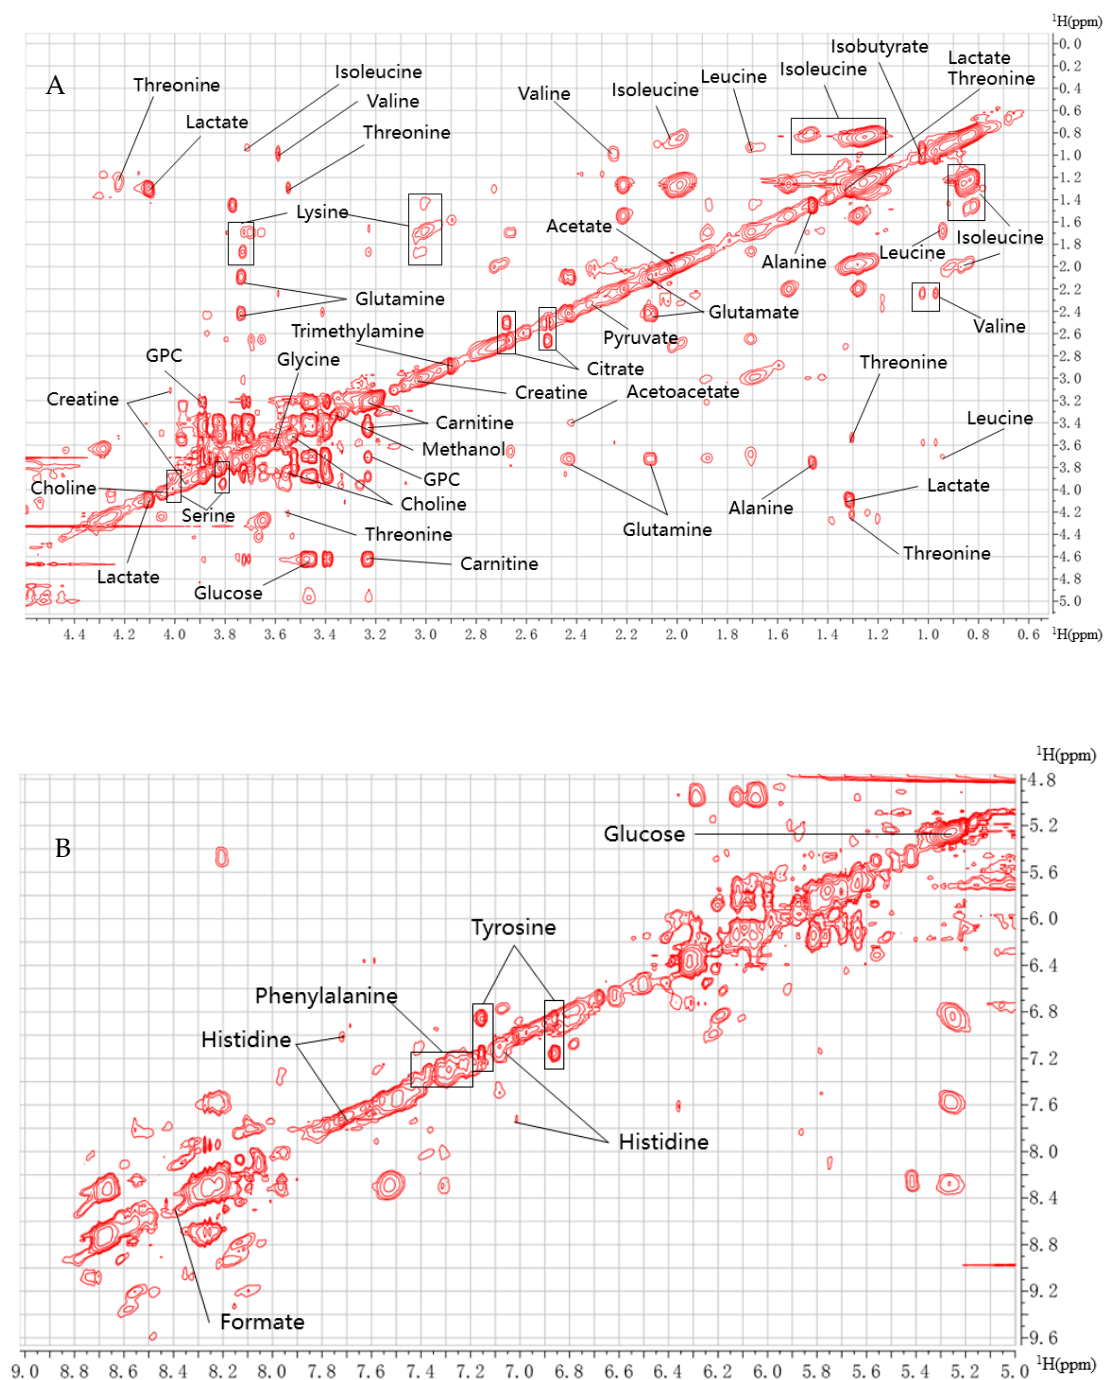 ¹H(ppm)
A
Threonine
Lactate
Isoleucine
Valine
Threonine
Valine
Isoleucine
Leucine
Isoleucine
Isobutyrate
Lactate
Threonine
Lysine
Acetate
Alanine
Leucine
Isoleucine
Glutamine
Glutamate
Valine
Trimethylamine
Pyruvate
GPC
Glycine
Citrate
Threonine
Creatine
Creatine
Acetoacetate
Carnitine
Leucine
Methanol
GPC
Choline
Choline
Alanine
Lactate
Serine
Glutamine
Threonine
Threonine
Lactate
Carnitine
Glucose
0.0
0.2
0.4
0.6
0.8
1.0
1.2
1.4
1.6
1.8
2.0
2.2
2.4
2.6
2.8
3.0
3.2
3.4
3.6
3.8
4.0
4.2
4.4
4.6
4.8
5.0
4.4 4.2 4.0 3.8 3.6 3.4 3.2 3.0 2.8 2.6 2.4 2.2 2.0 1.8 1.6 1.4 1.2 1.0 0.8 0.6 ¹H(ppm)
¹H(ppm)
B
Glucose
Tyrosine
Phenylalanine
Histidine
Histidine
Formate
4.8
5.2
5.6
6.0
6.4
6.8
7.2
7.6
8.0
8.4
8.8
9.2
9.6
9.0 8.8 8.6 8.4 8.2 8.0 7.8 7.6 7.4 7.2 7.0 6.8 6.6 6.4 6.2 6.0 5.8 5.6 5.4 5.2 5.0 ¹H(ppm)